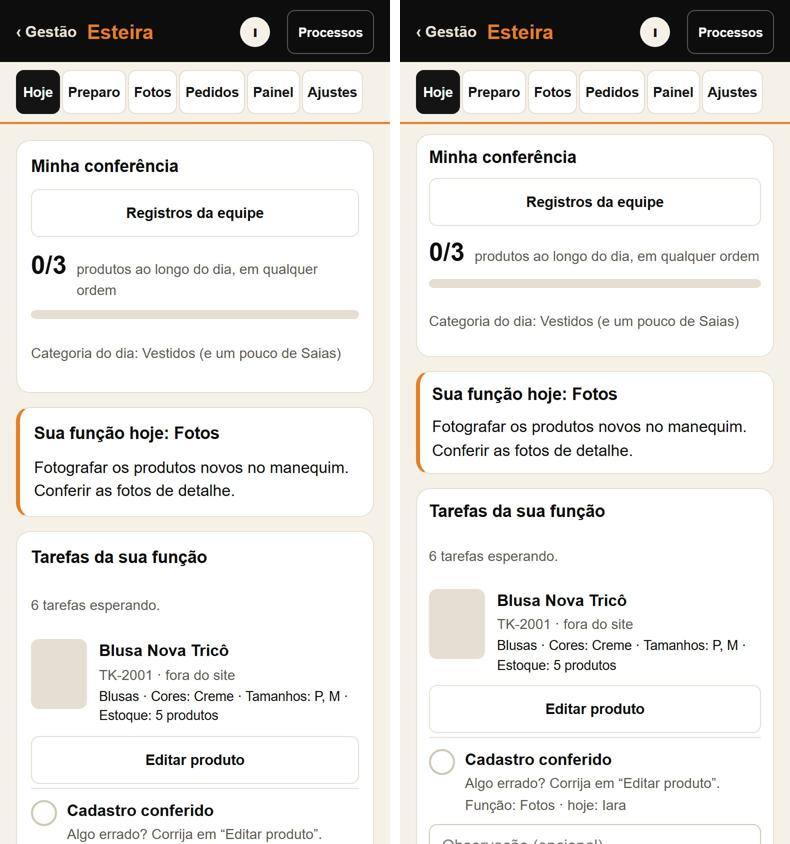 ‹ Gestão Esteira I Processos
Hoje Preparo Fotos Pedidos Painel Ajustes
Minha conferência
Registros da equipe
0/3 produtos ao longo do dia, em qualquer
ordem
Categoria do dia: Vestidos (e um pouco de Saias)
Sua função hoje: Fotos
Fotografar os produtos novos no manequim.
Conferir as fotos de detalhe.
Tarefas da sua função
6 tarefas esperando.
Blusa Nova Tricô
TK-2001 · fora do site
Blusas · Cores: Creme · Tamanhos: P, M ·
Estoque: 5 produtos
Editar produto
Cadastro conferido
Algo errado? Corrija em “Editar produto”.
‹ Gestão Esteira I Processos
Hoje Preparo Fotos Pedidos Painel Ajustes
Minha conferência
Registros da equipe
0/3 produtos ao longo do dia, em qualquer ordem
Categoria do dia: Vestidos (e um pouco de Saias)
Sua função hoje: Fotos
Fotografar os produtos novos no manequim.
Conferir as fotos de detalhe.
Tarefas da sua função
6 tarefas esperando.
Blusa Nova Tricô
TK-2001 · fora do site
Blusas · Cores: Creme · Tamanhos: P, M ·
Estoque: 5 produtos
Editar produto
Cadastro conferido
Algo errado? Corrija em “Editar produto”.
Função: Fotos · hoje: Iara
Observação (opcional)